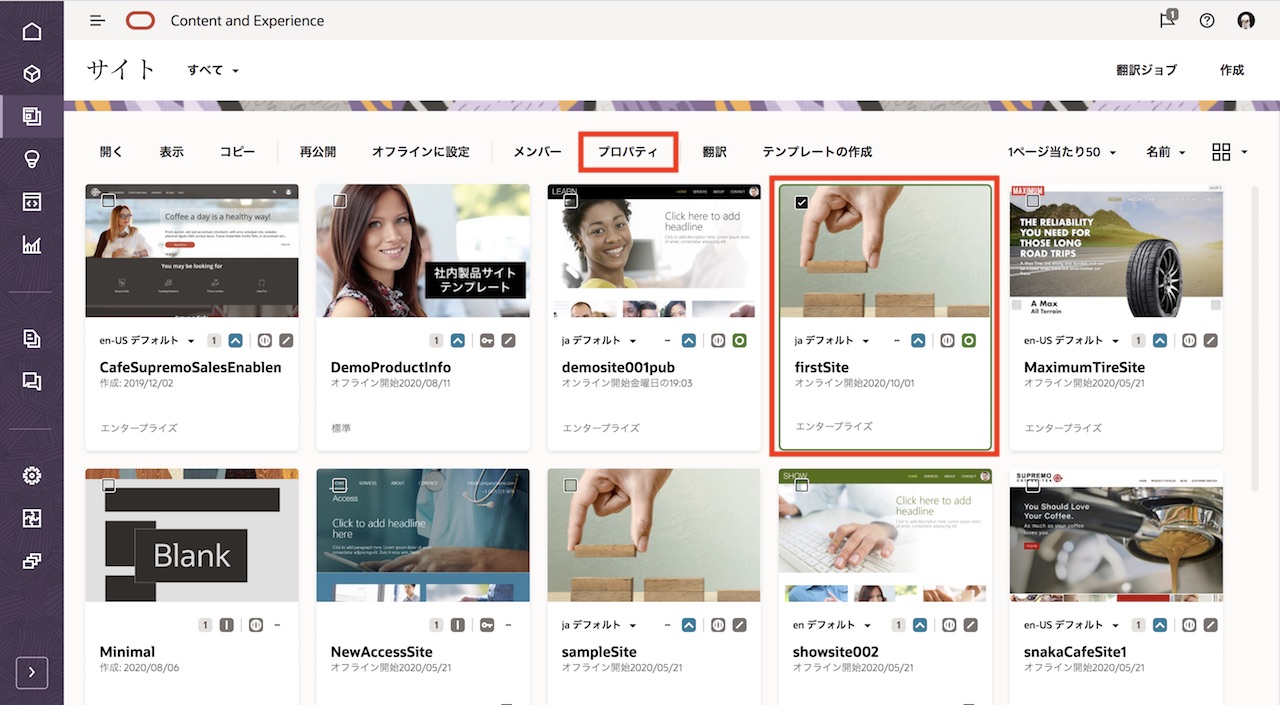 Content and Experience
1
サイト
すべて
翻訳ジョブ
作成
開く
表示
コピー
再公開
オフラインに設定
メンバー
プロパティ
翻訳
テンプレートの作成
1ページ当たり50
名前
Coffee a day is a healthy way!
You may be looking for
en-US デフォルト
1
CafeSupremoSalesEnablen
作成: 2019/12/02
エンタープライズ
社内製品サイト
テンプレート
1
DemoProductInfo
オフライン開始2020/08/11
標準
LEARN
HOME SERVICES ABOUT CONTACT
Click here to add
headline
ja デフォルト
–
demosite001pub
オンライン開始金曜日の19:03
エンタープライズ
ja デフォルト
–
firstSite
オンライン開始2020/10/01
エンタープライズ
MAXIMUM
THE RELIABILITY
YOU NEED FOR
THOSE LONG
ROAD TRIPS
A Max
All Terrain
en-US デフォルト
1
MaximumTireSite
オフライン開始2020/05/21
エンタープライズ
Blank
1
–
Minimal
作成: 2020/08/06
HOME SERVICES ABOUT CONTACT
Access
Click to add headline
here
1
–
NewAccessSite
オフライン開始2020/05/21
ja デフォルト
–
sampleSite
オフライン開始2020/05/21
SHOW
HOME SERVICES ABOUT CONTACT
Click here to add
headline
en デフォルト
1
showsite002
オフライン開始2020/05/21
SUPREMO
You Should Love
Your Coffee.
As much as your coffee
loves you.
en-US デフォルト
1
snakaCafeSite1
オフライン開始2020/05/21